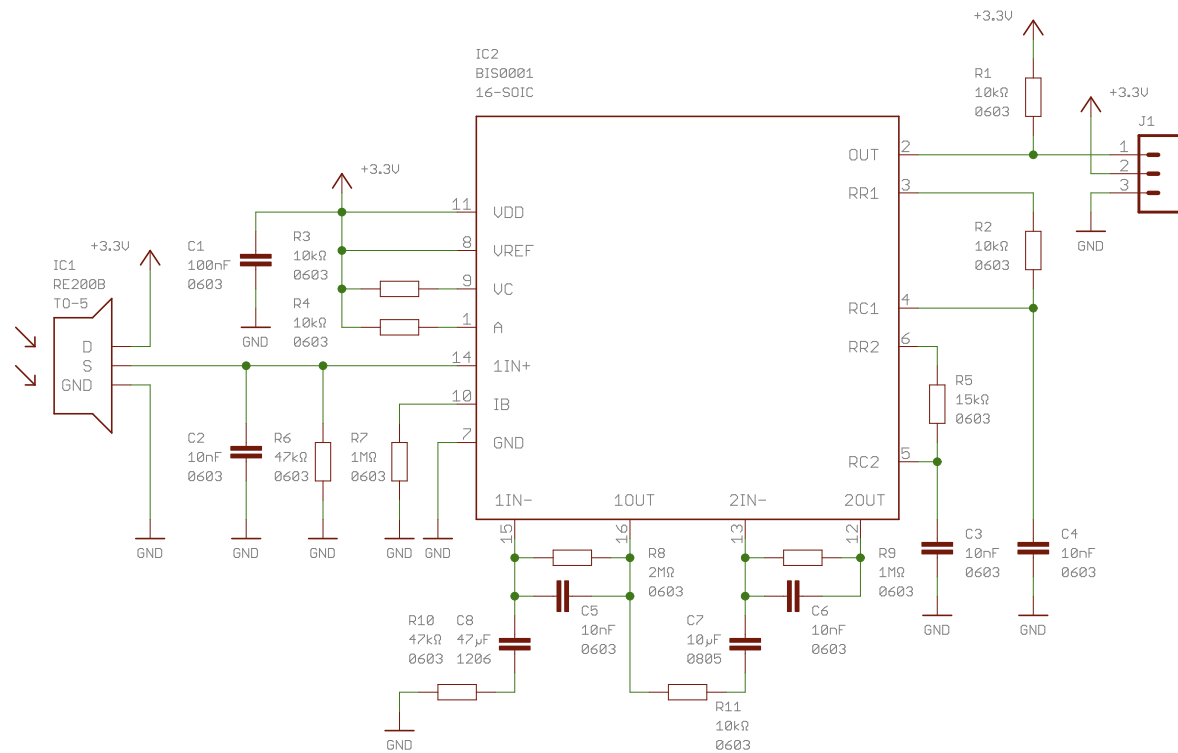 +3.3V
IC2
BIS0001
16-SOIC
R1
10kΩ
0603
+3.3V
J1
OUT
2
1
2
3
RR1
3
GND
R2
10kΩ
0603
+3.3V
11
VDD
8
VREF
9
VC
1
A
14
1IN+
10
IB
7
GND
C1
100nF
0603
R3
10kΩ
0603
R4
10kΩ
0603
GND
+3.3V
IC1
RE200B
TO-5
D
S
GND
RC1
4
RR2
6
R5
15kΩ
0603
RC2
5
C2
10nF
0603
R6
47kΩ
0603
R7
1MΩ
0603
GND
GND
GND
GND
GND
1IN-
1OUT
2IN-
2OUT
15
16
13
12
R8
2MΩ
0603
R9
1MΩ
0603
C3
10nF
0603
C4
10nF
0603
GND
GND
R10
47kΩ
0603
C8
47µF
1206
C5
10nF
0603
C7
10µF
0805
C6
10nF
0603
R11
10kΩ
0603
GND